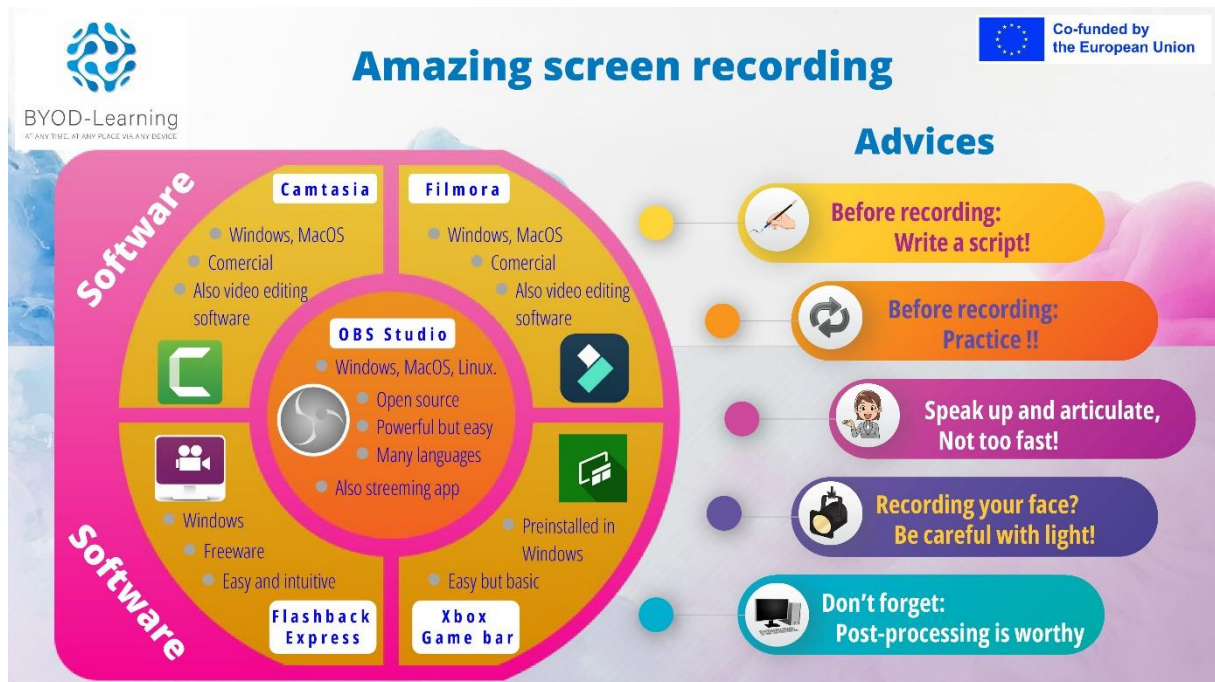 BYOD-Learning
AT ANY TIME, AT ANY PLACE VIA ANY DEVICE
Amazing screen recording
Co-funded by
the European Union
Software
Camtasia
Windows, MacOS
Comercial
Also video editing
software
Filmora
Windows, MacOS
Comercial
Also video editing
software
OBS Studio
Windows, MacOS, Linux.
Open source
Powerful but easy
Many languages
Also streeming app
Software
Windows
Freeware
Easy and intuitive
Flashback
Express
Preinstalled in
Windows
Easy but basic
Xbox
Game bar
Advices
Before recording:
Write a script!
Before recording:
Practice !!
Speak up and articulate,
Not too fast!
Recording your face?
Be careful with light!
Don't forget:
Post-processing is worthy